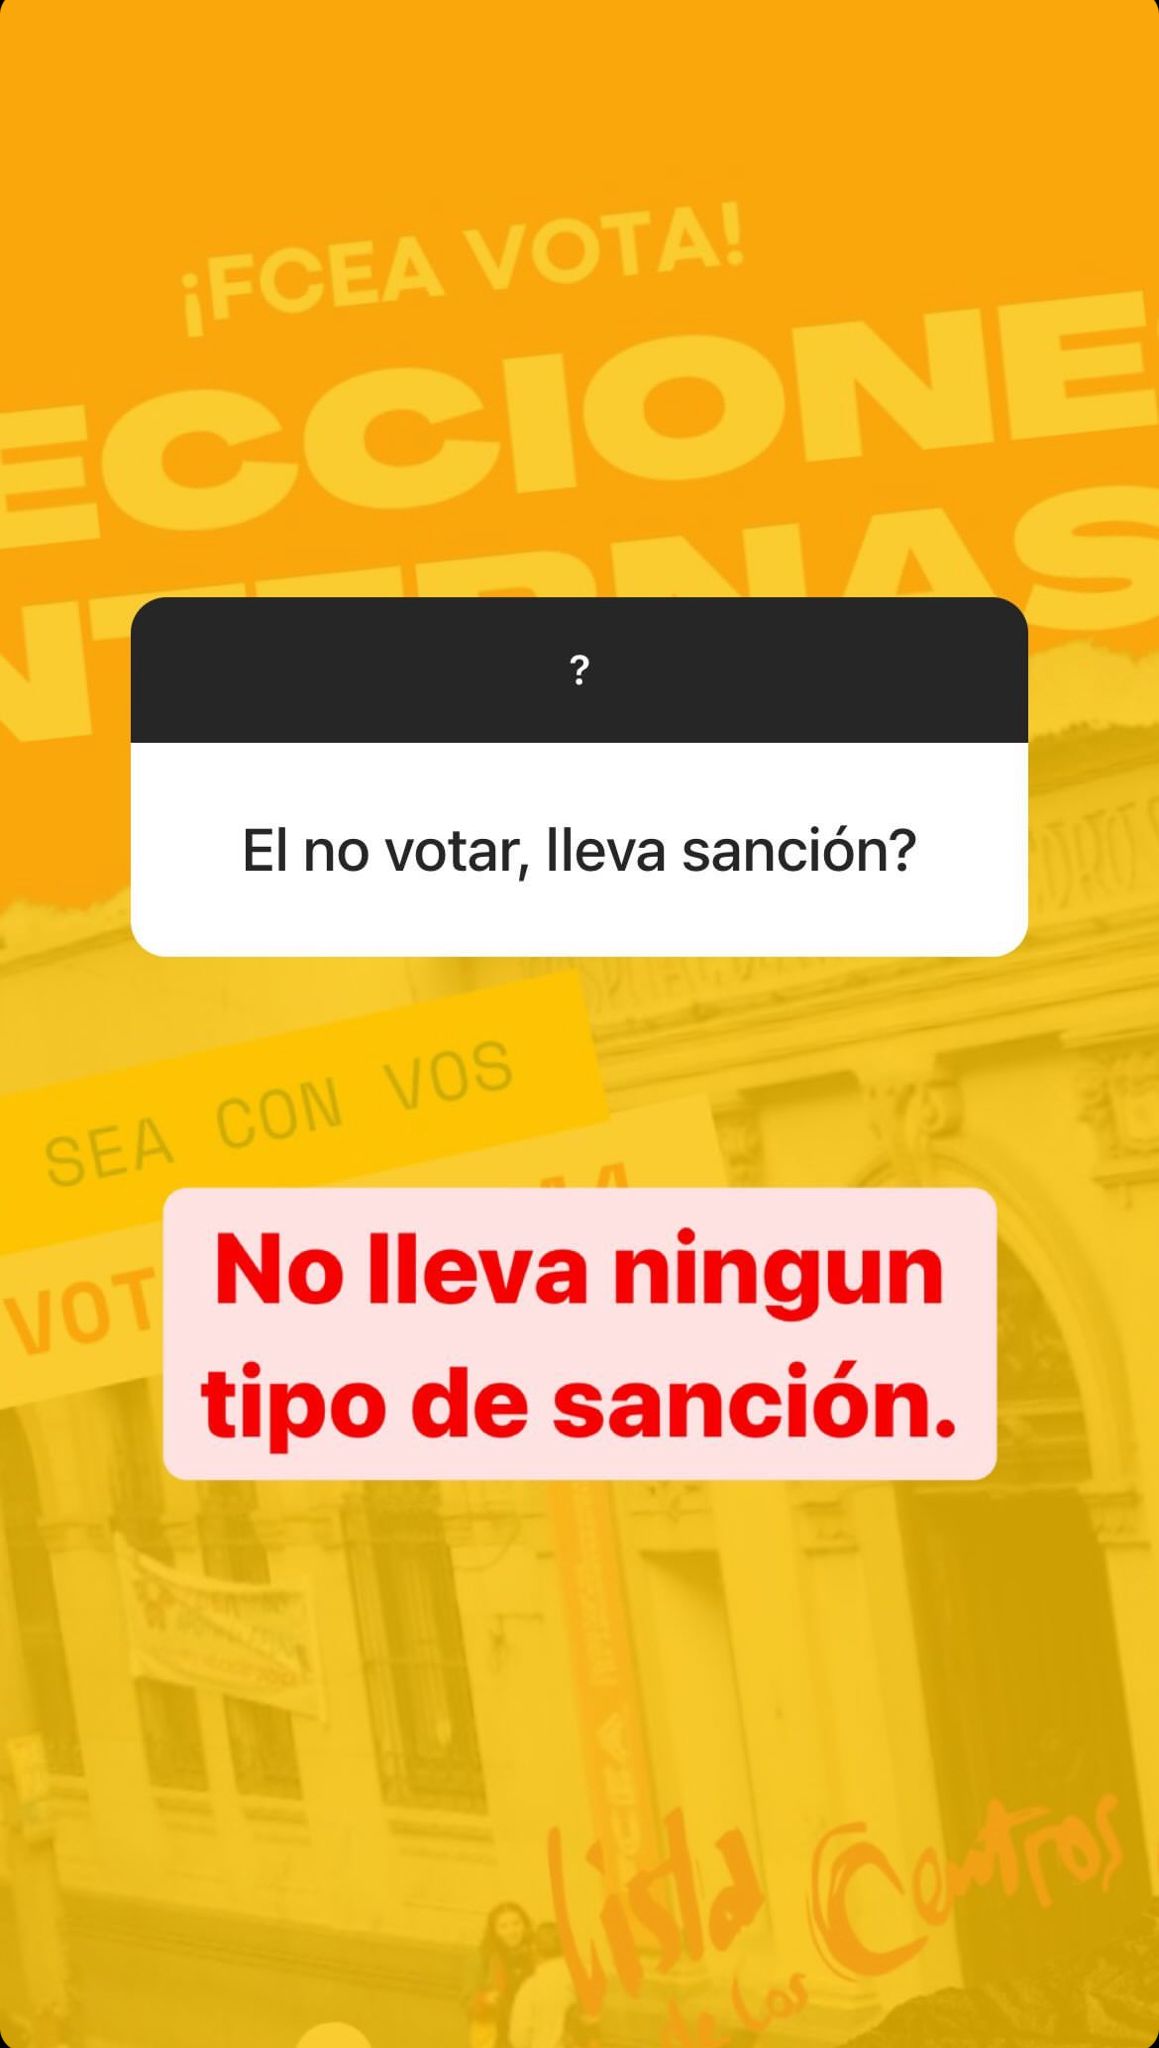 ¡FCEA VOTA!
ECCIONE
NTERNAS
?
El no votar, lleva sanción?
SEA CON VOS
VOT
No lleva ningun
tipo de sanción.
Lista
de los
Centros